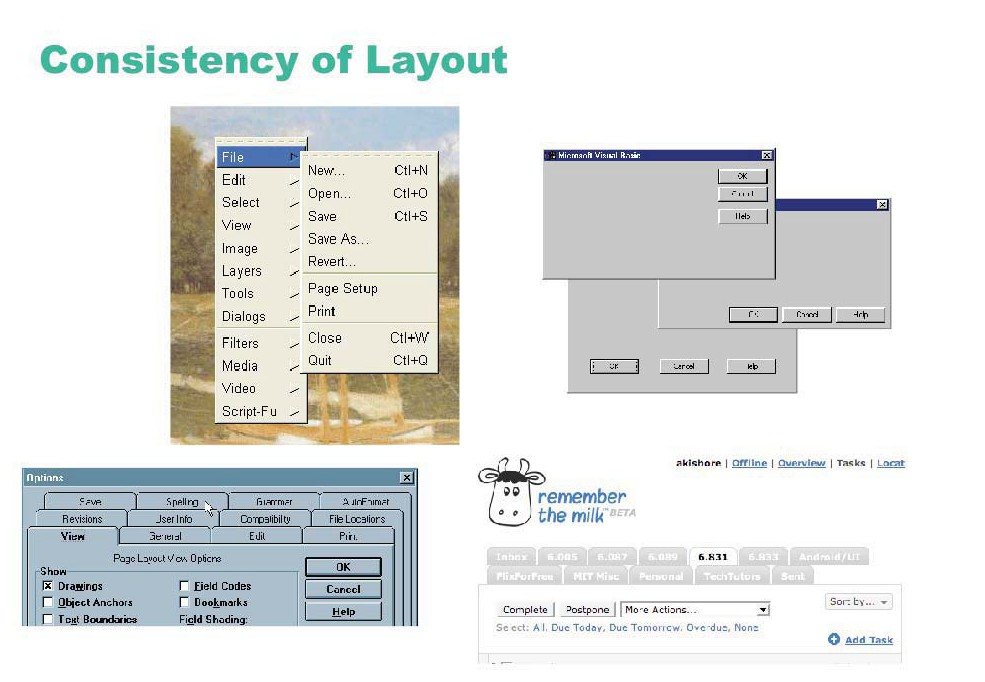 Consistency of Layout
File
Edit
Select
View
Image
Layers
Tools
Dialogs
Filters
Media
Video
Script-Fu
New... Ctl+N
Open... Ctl+O
Save Ctl+S
Save As...
Revert...
Page Setup
Print
Close Ctl+W
Quit Ctl+Q
Microsoft Visual Basic
OK
Cancel
Help
OK Cancel Help
OK Cancel Help
Options
Save Spelling Grammar AutoFormat
Revisions User Info Compatibility File Locations
View General Edit Print
Page Layout View Options
Show
Drawings Field Codes
Object Anchors Bookmarks
Text Boundaries Field Shading:
OK
Cancel
Help
akishore | Offline | Overview | Tasks | Locat
remember
the milk™ BETA
Inbox 6.005 6.087 6.089 6.831 6.833 Android/UI
FlixForFree MIT Misc Personal TechTutors Sent
Complete Postpone More Actions... Sort by...
Select: All, Due Today, Due Tomorrow, Overdue, None
Add Task